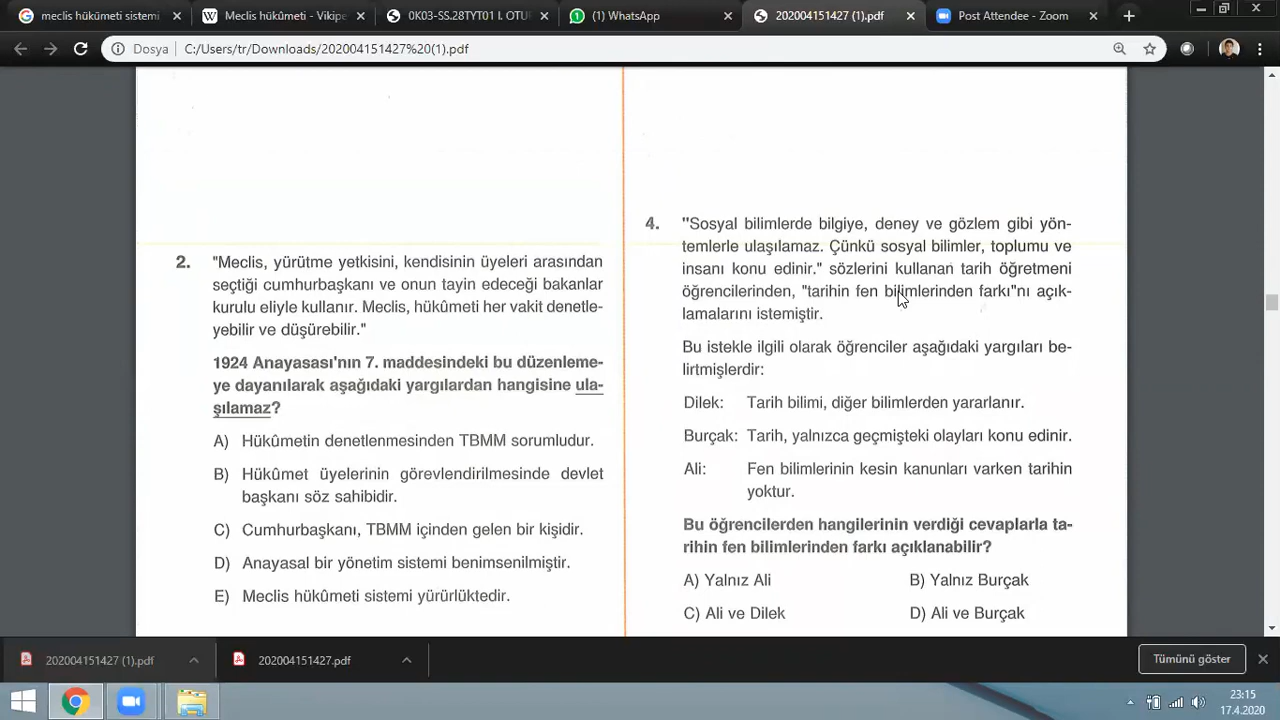 meclis hükûmeti sistemi
Meclis hükûmeti - Vikipe
0K03-SS.28TYT01 I. OTUR
(1) WhatsApp
202004151427 (1).pdf
Post Attendee - Zoom
Dosya
C:/Users/tr/Downloads/202004151427%20(1).pdf
2. "Meclis, yürütme yetkisini, kendisinin üyeleri arasından
seçtiği cumhurbaşkanı ve onun tayin edeceği bakanlar
kurulu eliyle kullanır. Meclis, hükûmeti her vakit denetle-
yebilir ve düşürebilir."
1924 Anayasası'nın 7. maddesindeki bu düzenleme-
ye dayanılarak aşağıdaki yargılardan hangisine ula-
şılamaz?
A) Hükûmetin denetlenmesinden TBMM sorumludur.
B) Hükûmet üyelerinin görevlendirilmesinde devlet
başkanı söz sahibidir.
C) Cumhurbaşkanı, TBMM içinden gelen bir kişidir.
D) Anayasal bir yönetim sistemi benimsenilmiştir.
E) Meclis hükûmeti sistemi yürürlüktedir.
4. "Sosyal bilimlerde bilgiye, deney ve gözlem gibi yön-
temlerle ulaşılamaz. Çünkü sosyal bilimler, toplumu ve
insanı konu edinir." sözlerini kullanan tarih öğretmeni
öğrencilerinden, "tarihin fen bilimlerinden farkı"nı açık-
lamalarını istemiştir.
Bu istekle ilgili olarak öğrenciler aşağıdaki yargıları be-
lirtmişlerdir:
Dilek: Tarih bilimi, diğer bilimlerden yararlanır.
Burçak: Tarih, yalnızca geçmişteki olayları konu edinir.
Ali: Fen bilimlerinin kesin kanunları varken tarihin
yoktur.
Bu öğrencilerden hangilerinin verdiği cevaplarla ta-
rihin fen bilimlerinden farkı açıklanabilir?
A) Yalnız Ali B) Yalnız Burçak
C) Ali ve Dilek D) Ali ve Burçak
202004151427 (1).pdf
202004151427.pdf
Tümünü göster
23:15
17.4.2020